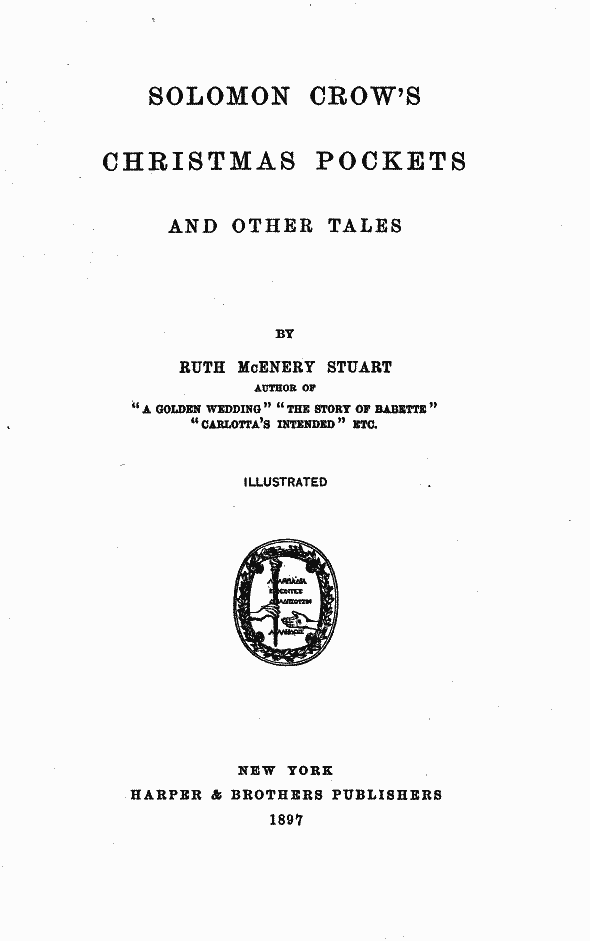 SOLOMON CROW'S
CHRISTMAS POCKETS
AND OTHER TALES
BY
RUTH McENERY STUART
AUTHOR OF
"A GOLDEN WEDDING" "THE STORY OF BABETTE"
"CARLOTTA'S INTENDED" ETC.
ILLUSTRATED
NEW YORK
HARPER & BROTHERS PUBLISHERS
1897